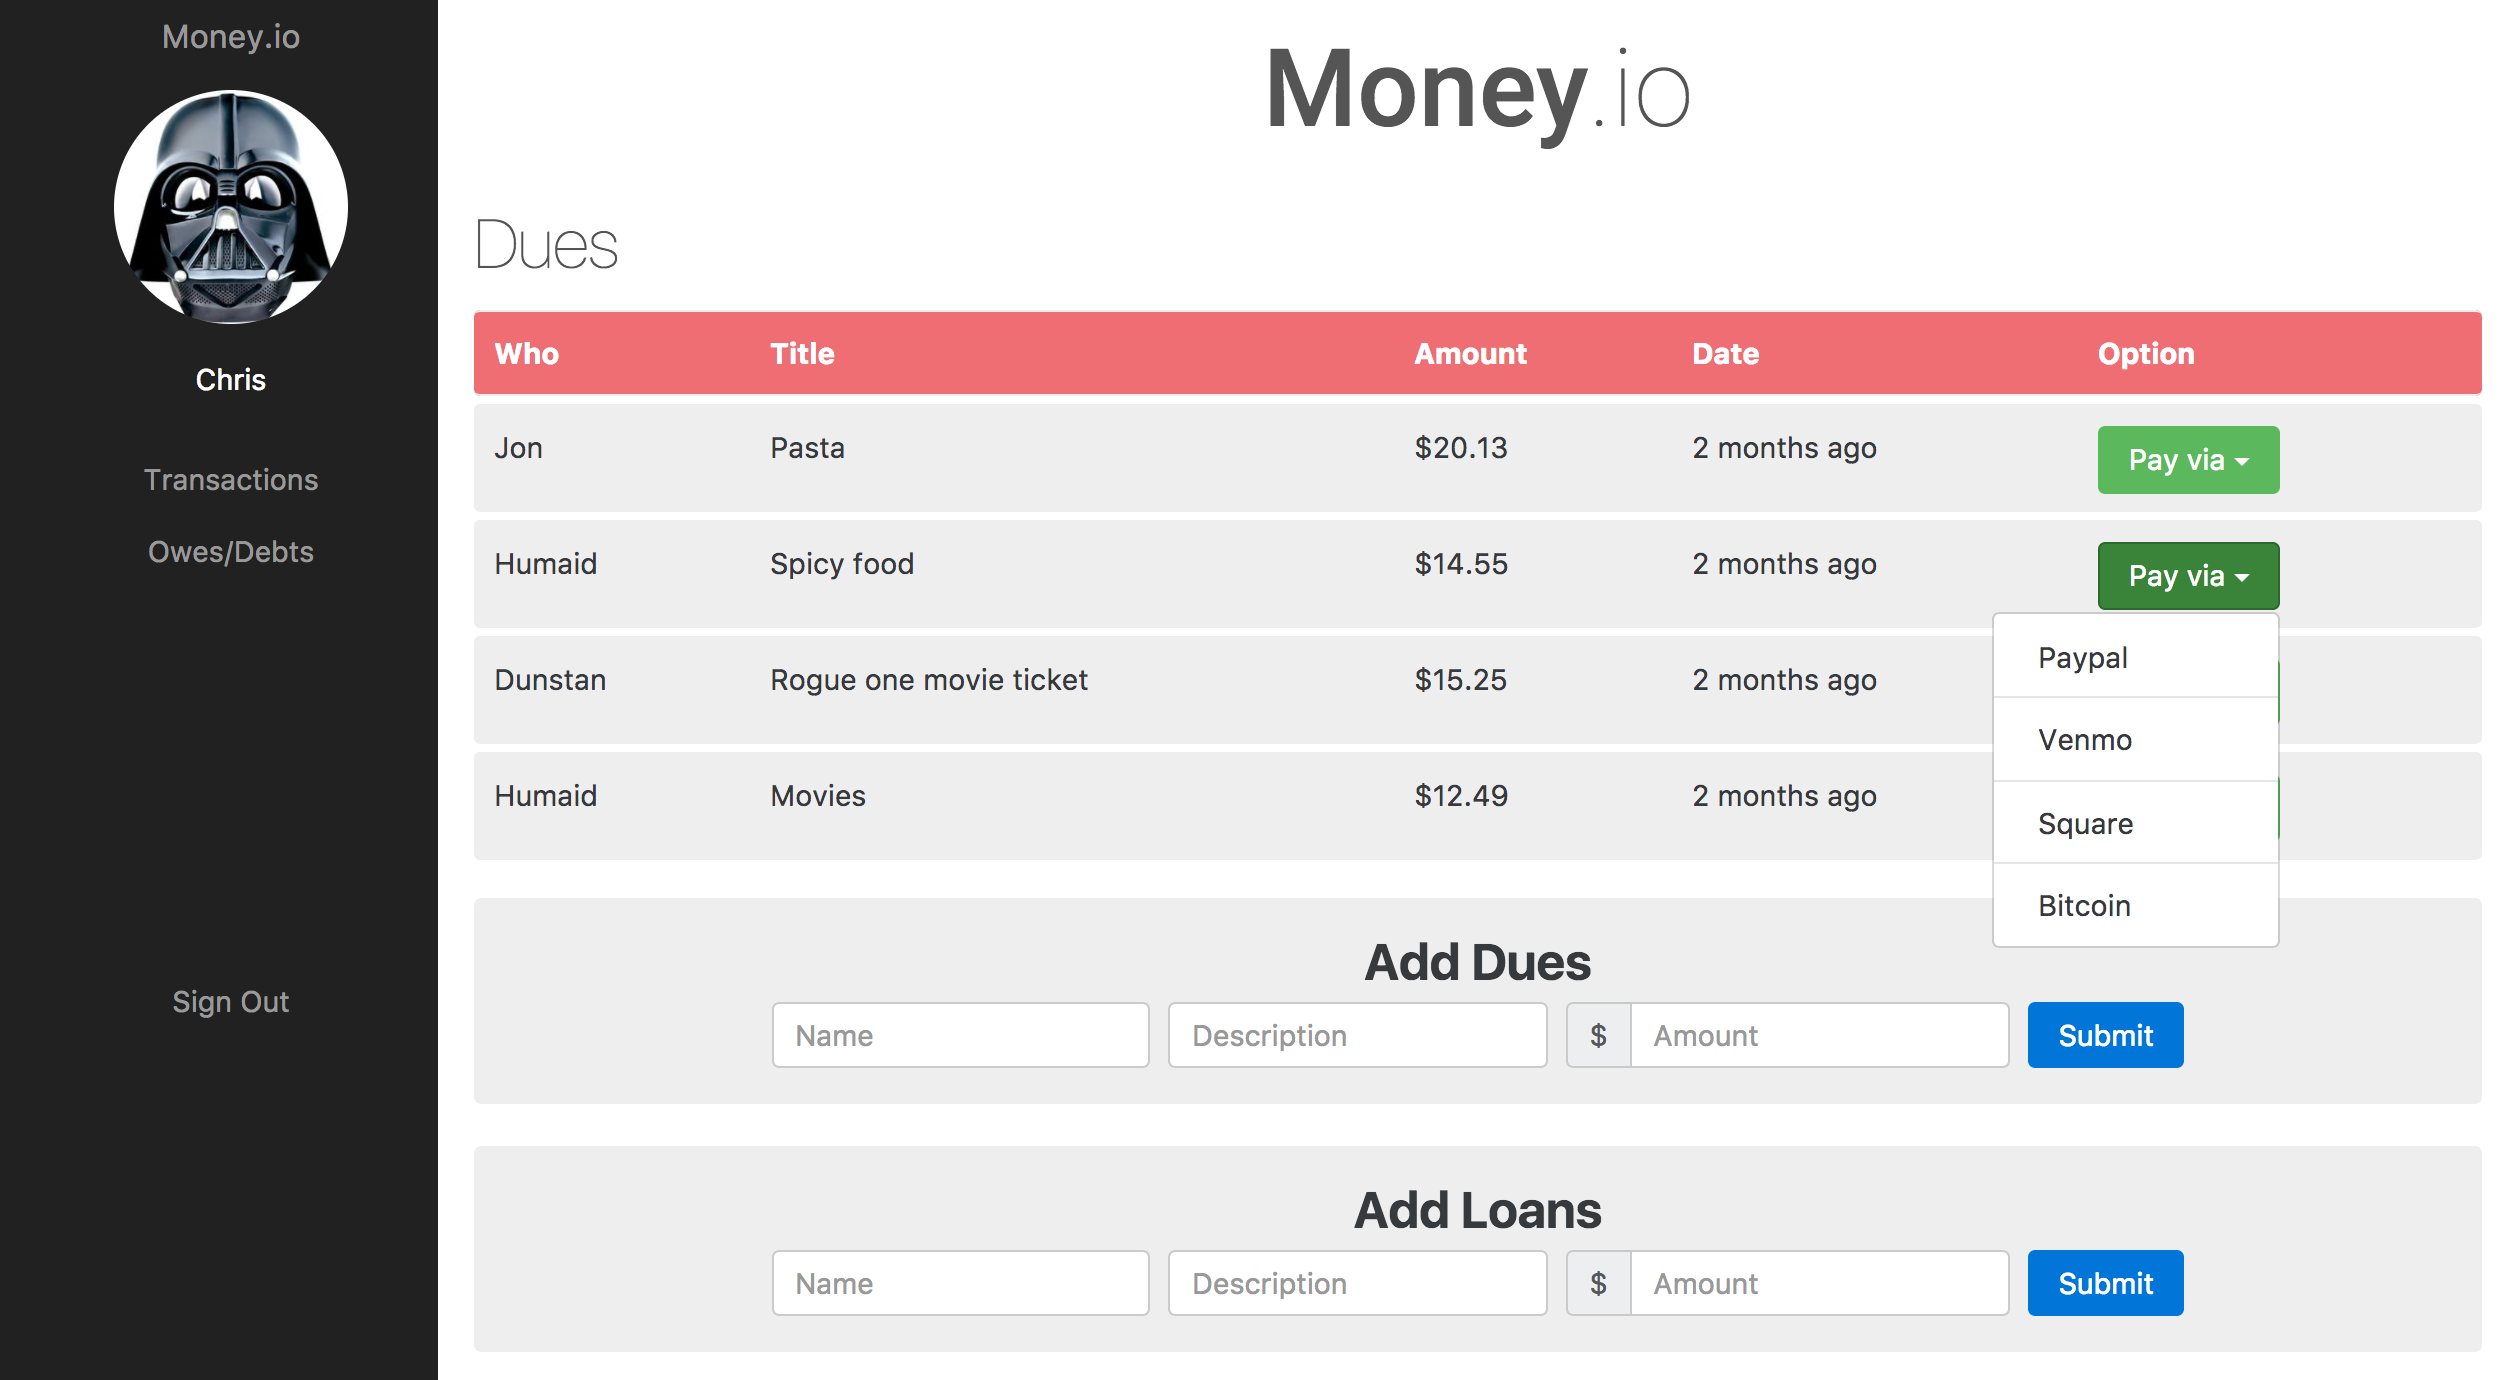 Money.io
Chris
Transactions
Owes/Debts
Sign Out
Money.io
Dues
Who Title Amount Date Option
Jon Pasta $20.13 2 months ago Pay via
Humaid Spicy food $14.55 2 months ago Pay via
Paypal
Dunstan Rogue one movie ticket $15.25 2 months ago
Venmo
Humaid Movies $12.49 2 months ago
Square
Bitcoin
Add Dues
Name Description $ Amount Submit
Add Loans
Name Description $ Amount Submit